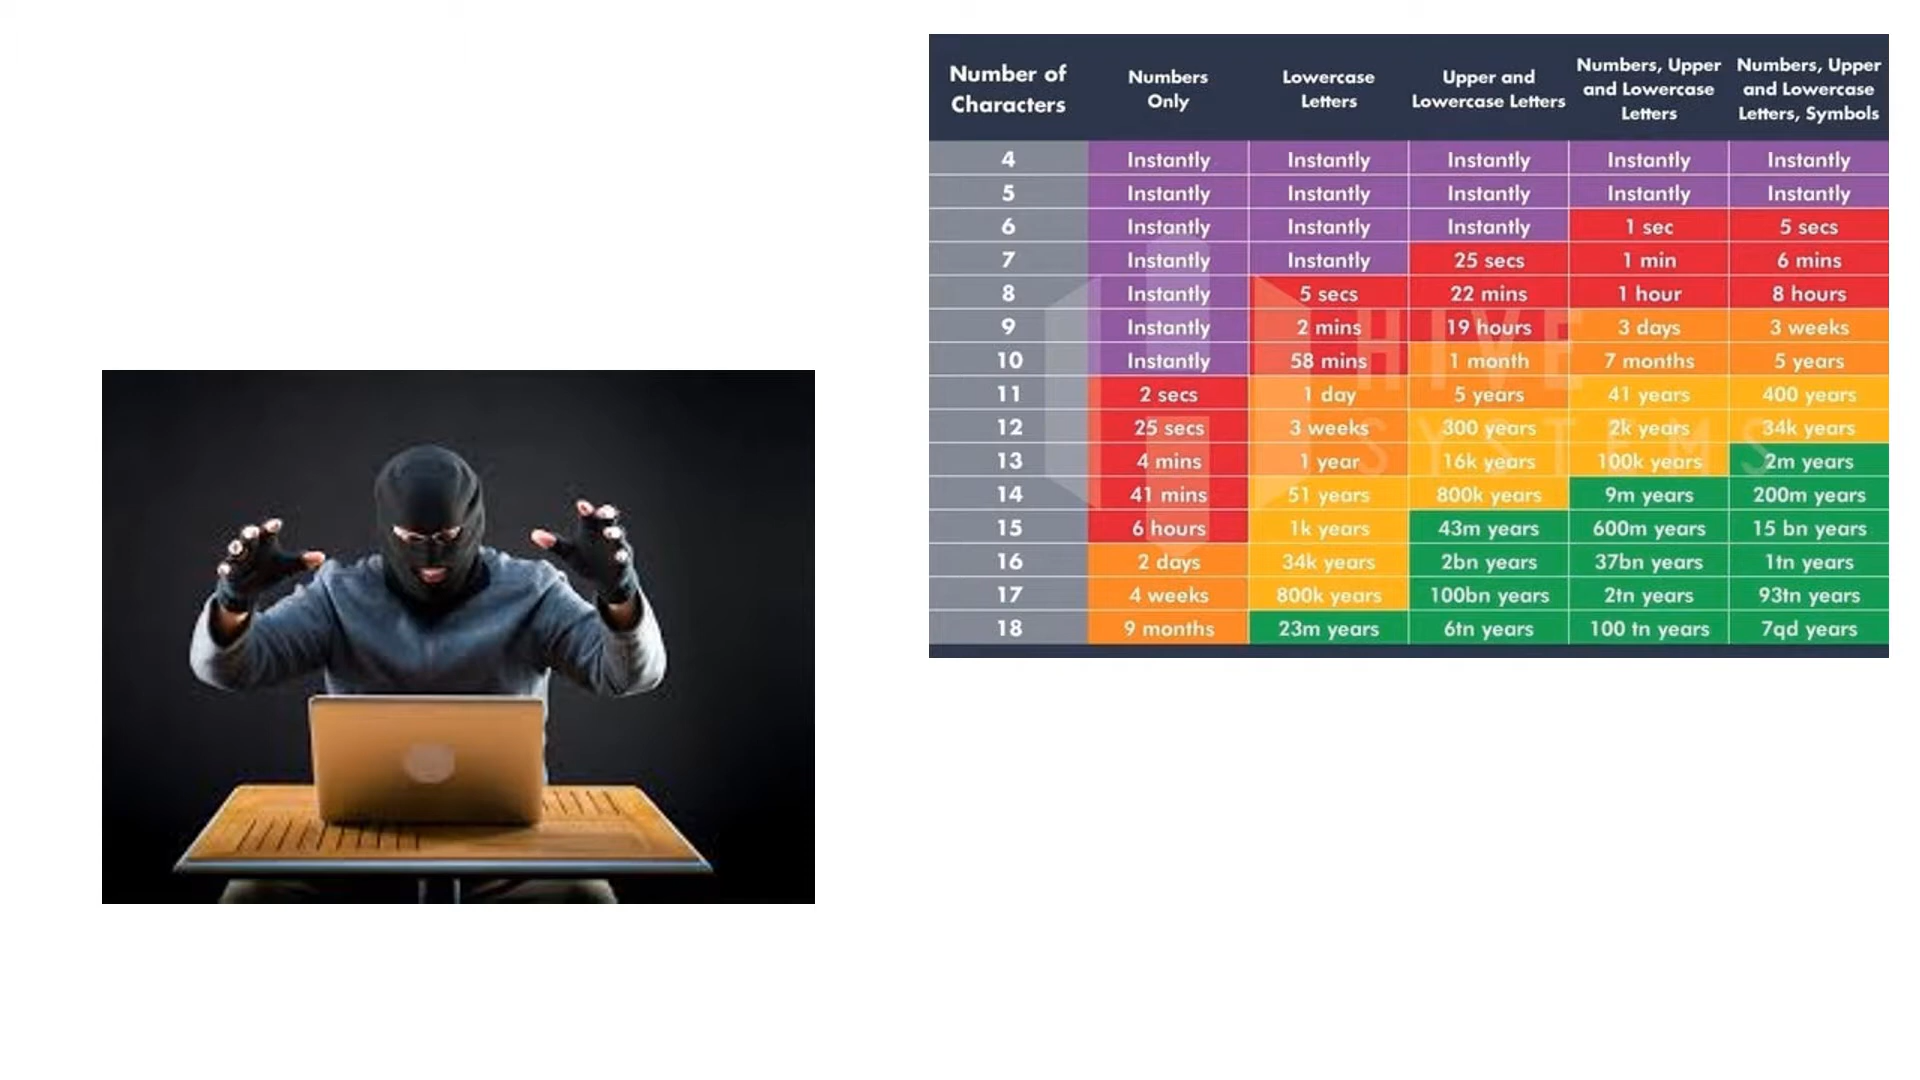 Number of Characters Numbers Only Lowercase Letters Upper and Lowercase Letters Numbers, Upper and Lowercase Letters Numbers, Upper and Lowercase Letters, Symbols
4 Instantly Instantly Instantly Instantly Instantly
5 Instantly Instantly Instantly Instantly Instantly
6 Instantly Instantly Instantly 1 sec 5 secs
7 Instantly Instantly 25 secs 1 min 6 mins
8 Instantly 5 secs 22 mins 1 hour 8 hours
9 Instantly 2 mins 19 hours 3 days 3 weeks
10 Instantly 58 mins 1 month 7 months 5 years
11 2 secs 1 day 5 years 41 years 400 years
12 25 secs 3 weeks 300 years 2k years 34k years
13 4 mins 1 year 16k years 100k years 2m years
14 41 mins 51 years 800k years 9m years 200m years
15 6 hours 1k years 43m years 600m years 15 bn years
16 2 days 34k years 2bn years 37bn years 1tn years
17 4 weeks 800k years 100bn years 2tn years 93tn years
18 9 months 23m years 6tn years 100 tn years 7qd years
HIVE
SYSTEMS